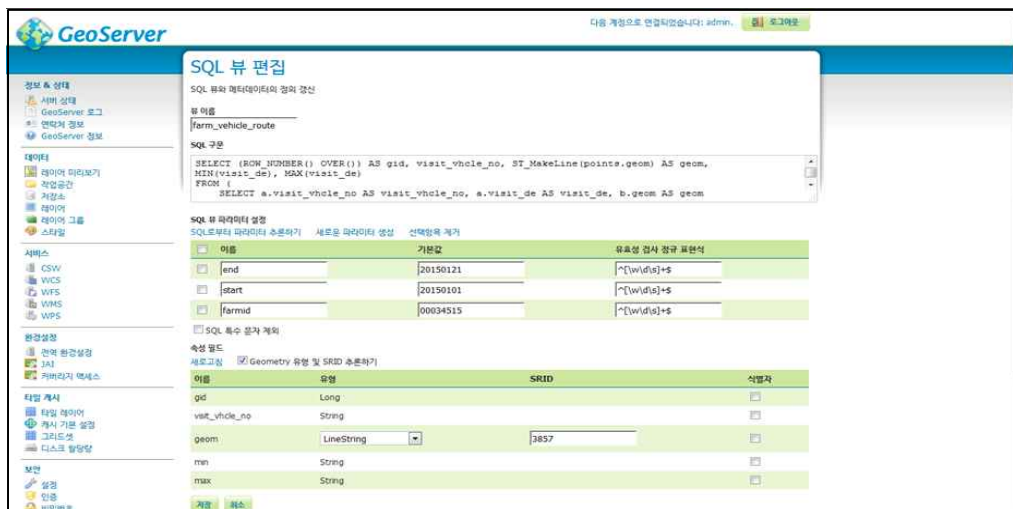 GeoServer
다음 계정으로 연결되었습니다: admin.
로그아웃
정보 & 상태
서버 상태
GeoServer 로그
연락처 정보
GeoServer 정보
데이터
레이어 미리보기
작업공간
저장소
레이어
레이어 그룹
스타일
서비스
CSW
WCS
WFS
WMS
WPS
환경설정
전역 환경설정
JAI
커버리지 액세스
타일 캐시
타일 레이어
캐시 기본 설정
그리드셋
디스크 할당량
보안
설정
인증
비밀번호
SQL 뷰 편집
SQL 뷰와 메타데이터의 정의 갱신
뷰 이름
farm_vehicle_route
SQL 구문
SELECT (ROW_NUMBER() OVER()) AS gid, visit_vhcle_no, ST_MakeLine(points.geom) AS geom,
MIN(visit_de), MAX(visit_de)
FROM (
SELECT a.visit_vhcle_no AS visit_vhcle_no, a.visit_de AS visit_de, b.geom AS geom
SQL 뷰 파라미터 설정
SQL로부터 파라미터 추론하기 새로운 파라미터 생성 선택항목 제거
이름 기본값 유효성 검사 정규 표현식
end 20150121 ^[\w\d\s]+$
start 20150101 ^[\w\d\s]+$
farmid 00034515 ^[\w\d\s]+$
SQL 특수 문자 제외
속성 필드
새로고침 Geometry 유형 및 SRID 추론하기
이름 유형 SRID 식별자
gid Long
visit_vhcle_no String
geom LineString 3857
min String
max String
저장 취소